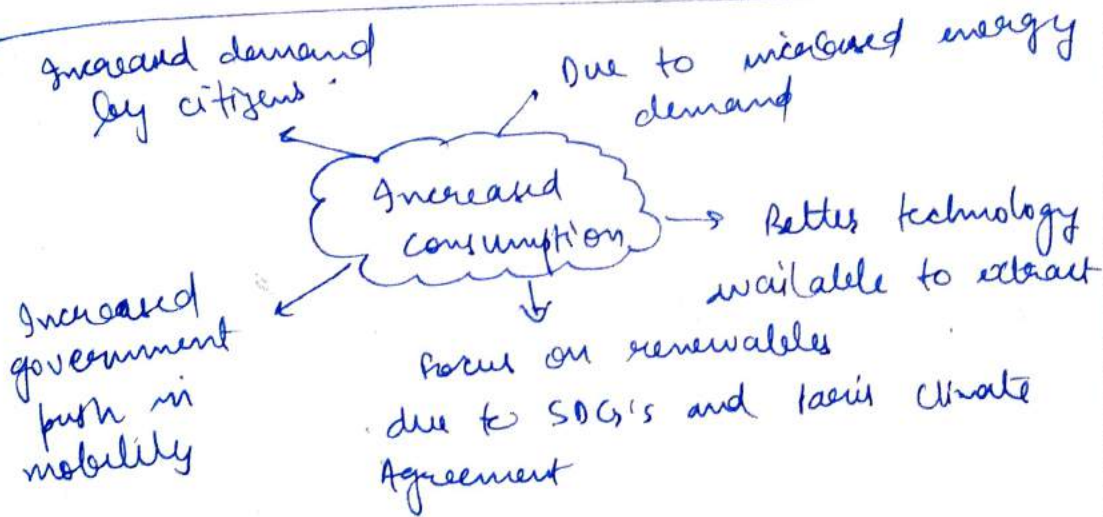 Increased demand
by citizens.
Due to increased energy
demand
Increased
consumption
Better technology
available to extract
Increased
government
push in
mobility
Focus on renewables
due to SDG's and Paris Climate
Agreement